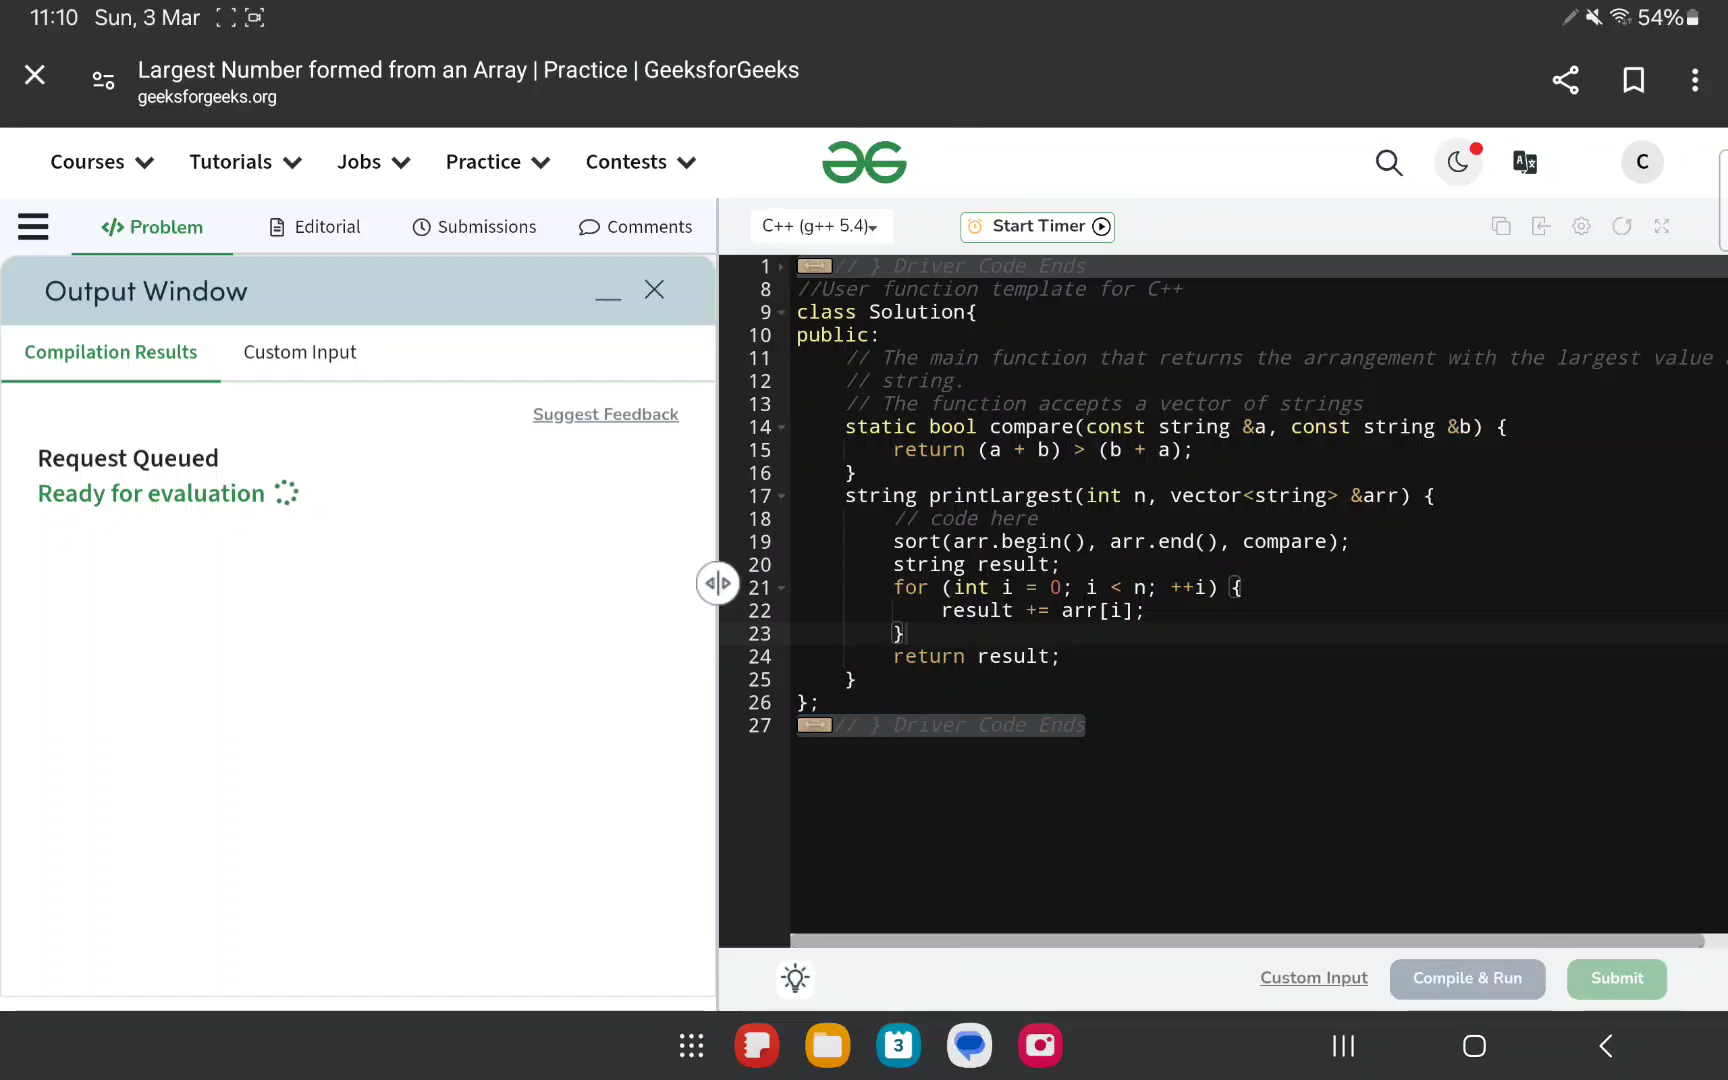 11:10 Sun, 3 Mar
54%
Largest Number formed from an Array | Practice | GeeksforGeeks
geeksforgeeks.org
Courses Tutorials Jobs Practice Contests
C
</> Problem Editorial Submissions Comments
C++ (g++ 5.4) Start Timer
Output Window
Compilation Results Custom Input
Suggest Feedback
Request Queued
Ready for evaluation
1 // } Driver Code Ends
8 //User function template for C++
9 class Solution{
10 public:
11 // The main function that returns the arrangement with the largest value
12 // string.
13 // The function accepts a vector of strings
14 static bool compare(const string &a, const string &b) {
15 return (a + b) > (b + a);
16 }
17 string printLargest(int n, vector<string> &arr) {
18 // code here
19 sort(arr.begin(), arr.end(), compare);
20 string result;
21 for (int i = 0; i < n; ++i) {
22 result += arr[i];
23 }
24 return result;
25 }
26 };
27 // } Driver Code Ends
Custom Input Compile & Run Submit
3